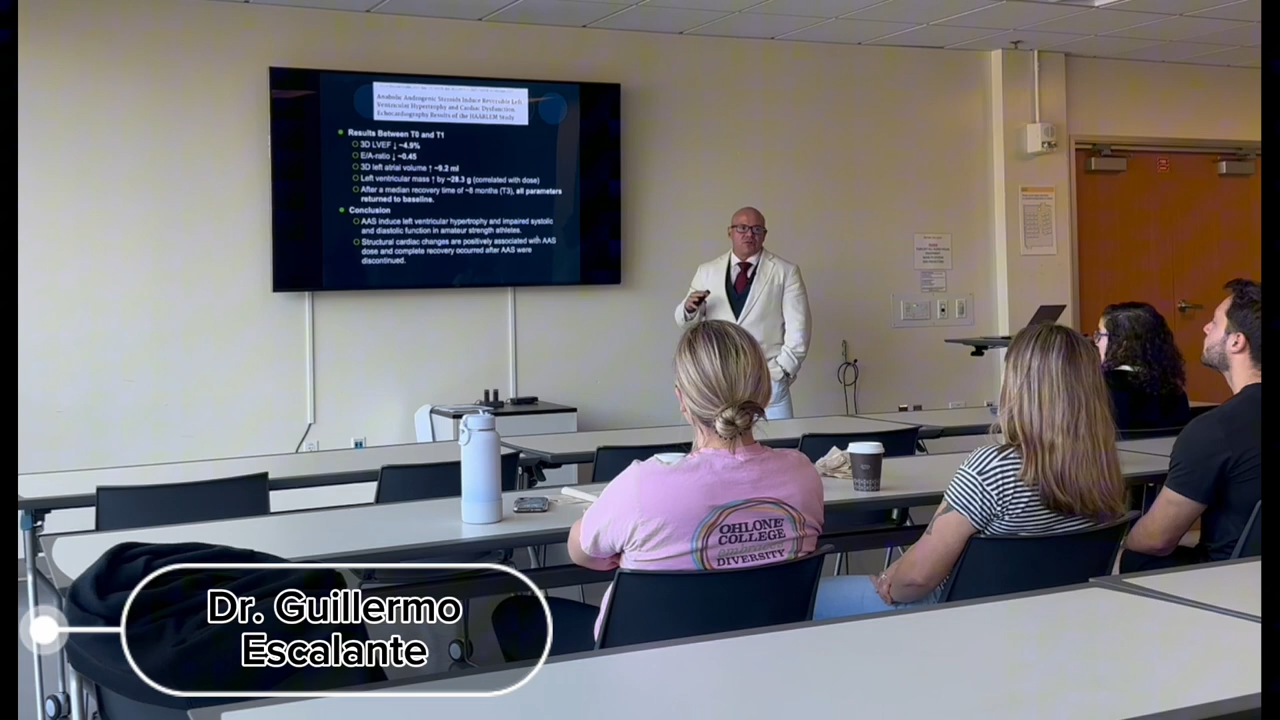 Anabolic Androgenic Steroids Induce Reversible Left
Ventricular Hypertrophy and Cardiac Dysfunction.
Echocardiography Results of the HAARLEM Study
Results Between T0 and T1
3D LVEF ↓ ~4.9%
E/A-ratio ↓ ~0.45
3D left atrial volume ↑ ~9.2 ml
Left ventricular mass ↑ by ~28.3 g (correlated with dose)
After a median recovery time of ~8 months (T3), all parameters
returned to baseline.
Conclusion
AAS induce left ventricular hypertrophy and impaired systolic
and diastolic function in amateur strength athletes.
Structural cardiac changes are positively associated with AAS
dose and complete recovery occurred after AAS were
discontinued.
OHLONE
COLLEGE
embraces
DIVERSITY
Dr. Guillermo
Escalante